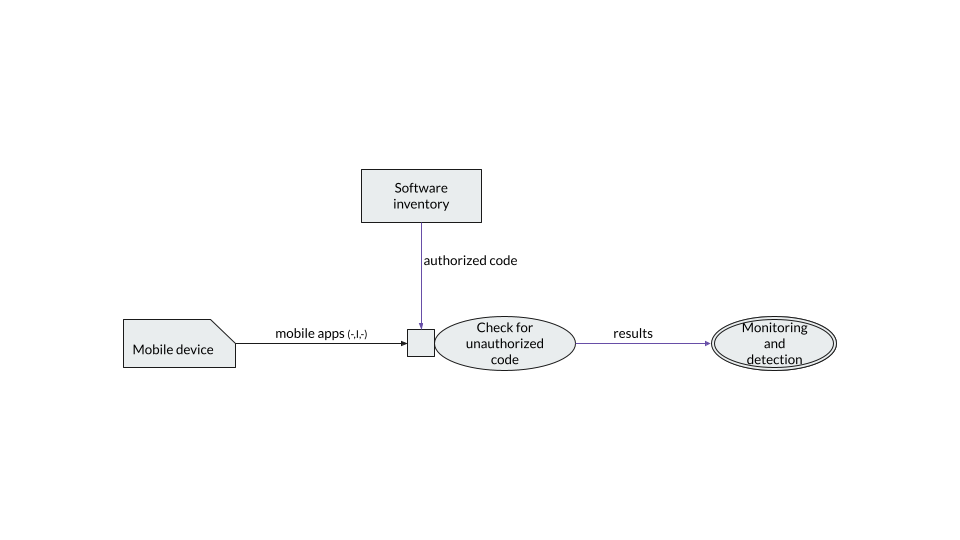 Software
inventory
authorized code
Mobile device
mobile apps (-,I,-)
Check for
unauthorized
code
results
Monitoring
and
detection